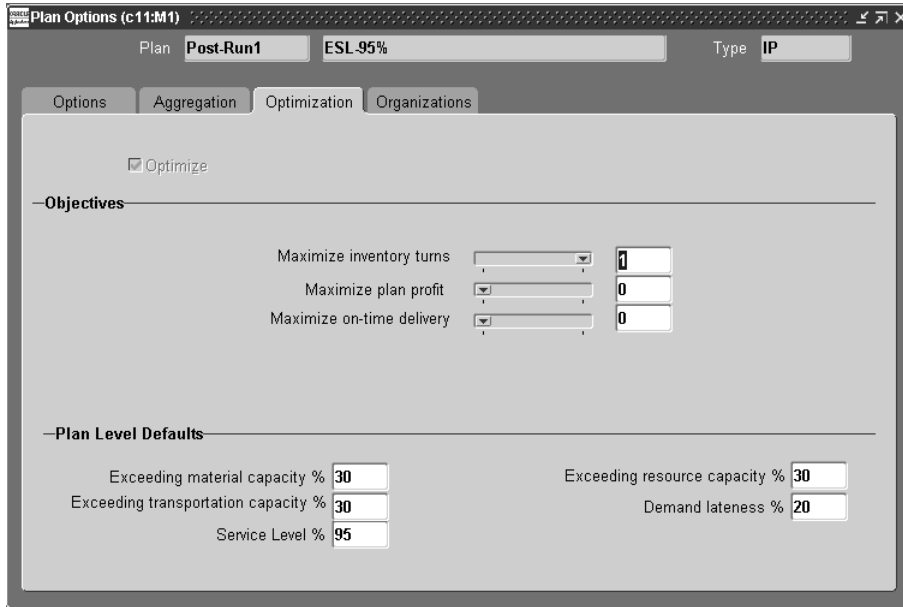 ORACLE Plan Options (c11:M1)
Plan Post-Run1 ESL-95% Type IP
Options Aggregation Optimization Organizations
Optimize
Objectives
Maximize inventory turns 1
Maximize plan profit 0
Maximize on-time delivery 0
Plan Level Defaults
Exceeding material capacity % 30 Exceeding resource capacity % 30
Exceeding transportation capacity % 30 Demand lateness % 20
Service Level % 95